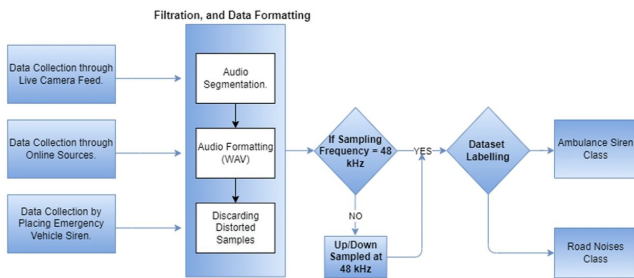 Filtration, and Data Formatting
Data Collection through
Live Camera Feed.
Data Collection through
Online Sources.
Data Collection by
Placing Emergency
Vehicle Siren.
Audio
Segmentation.
Audio Formatting
(WAV)
Discarding
Distorted
Samples
If Sampling
Frequency = 48
kHz
YES
NO
Up/Down
Sampled at
48 kHz
Dataset
Labelling
Ambulance Siren
Class
Road Noises
Class